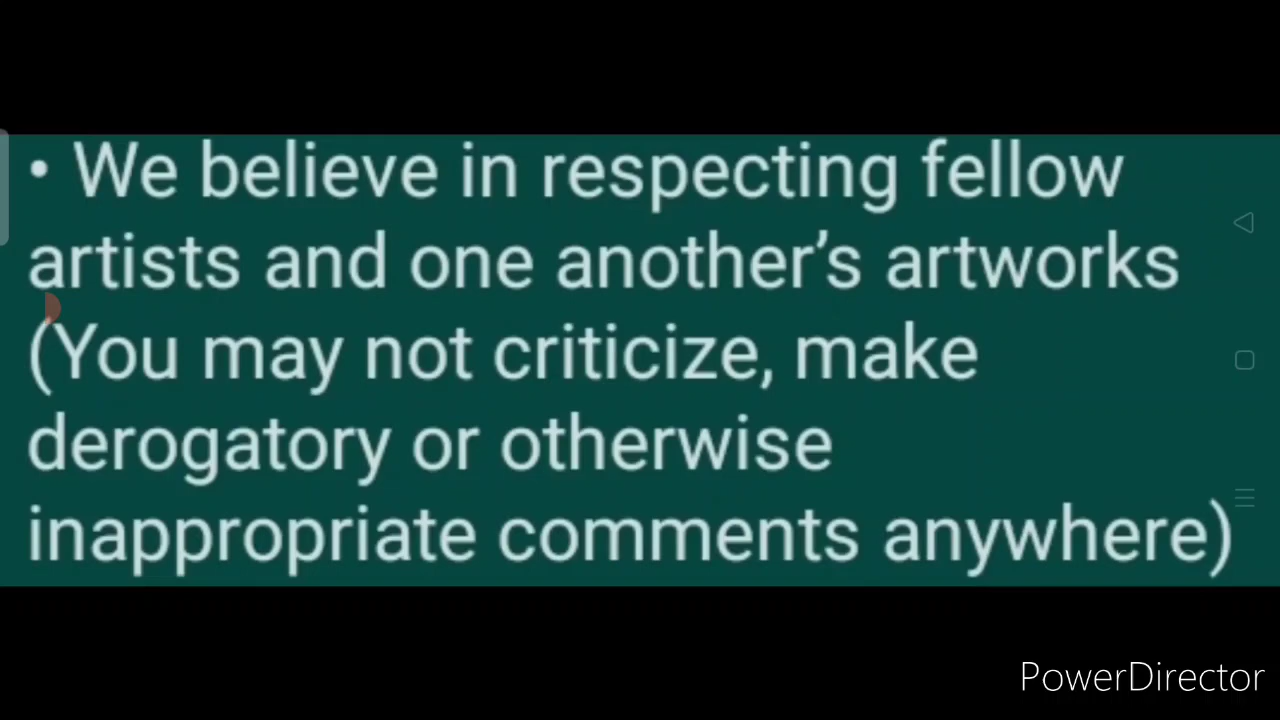 • We believe in respecting fellow
artists and one another’s artworks
(You may not criticize, make
derogatory or otherwise
inappropriate comments anywhere)
PowerDirector